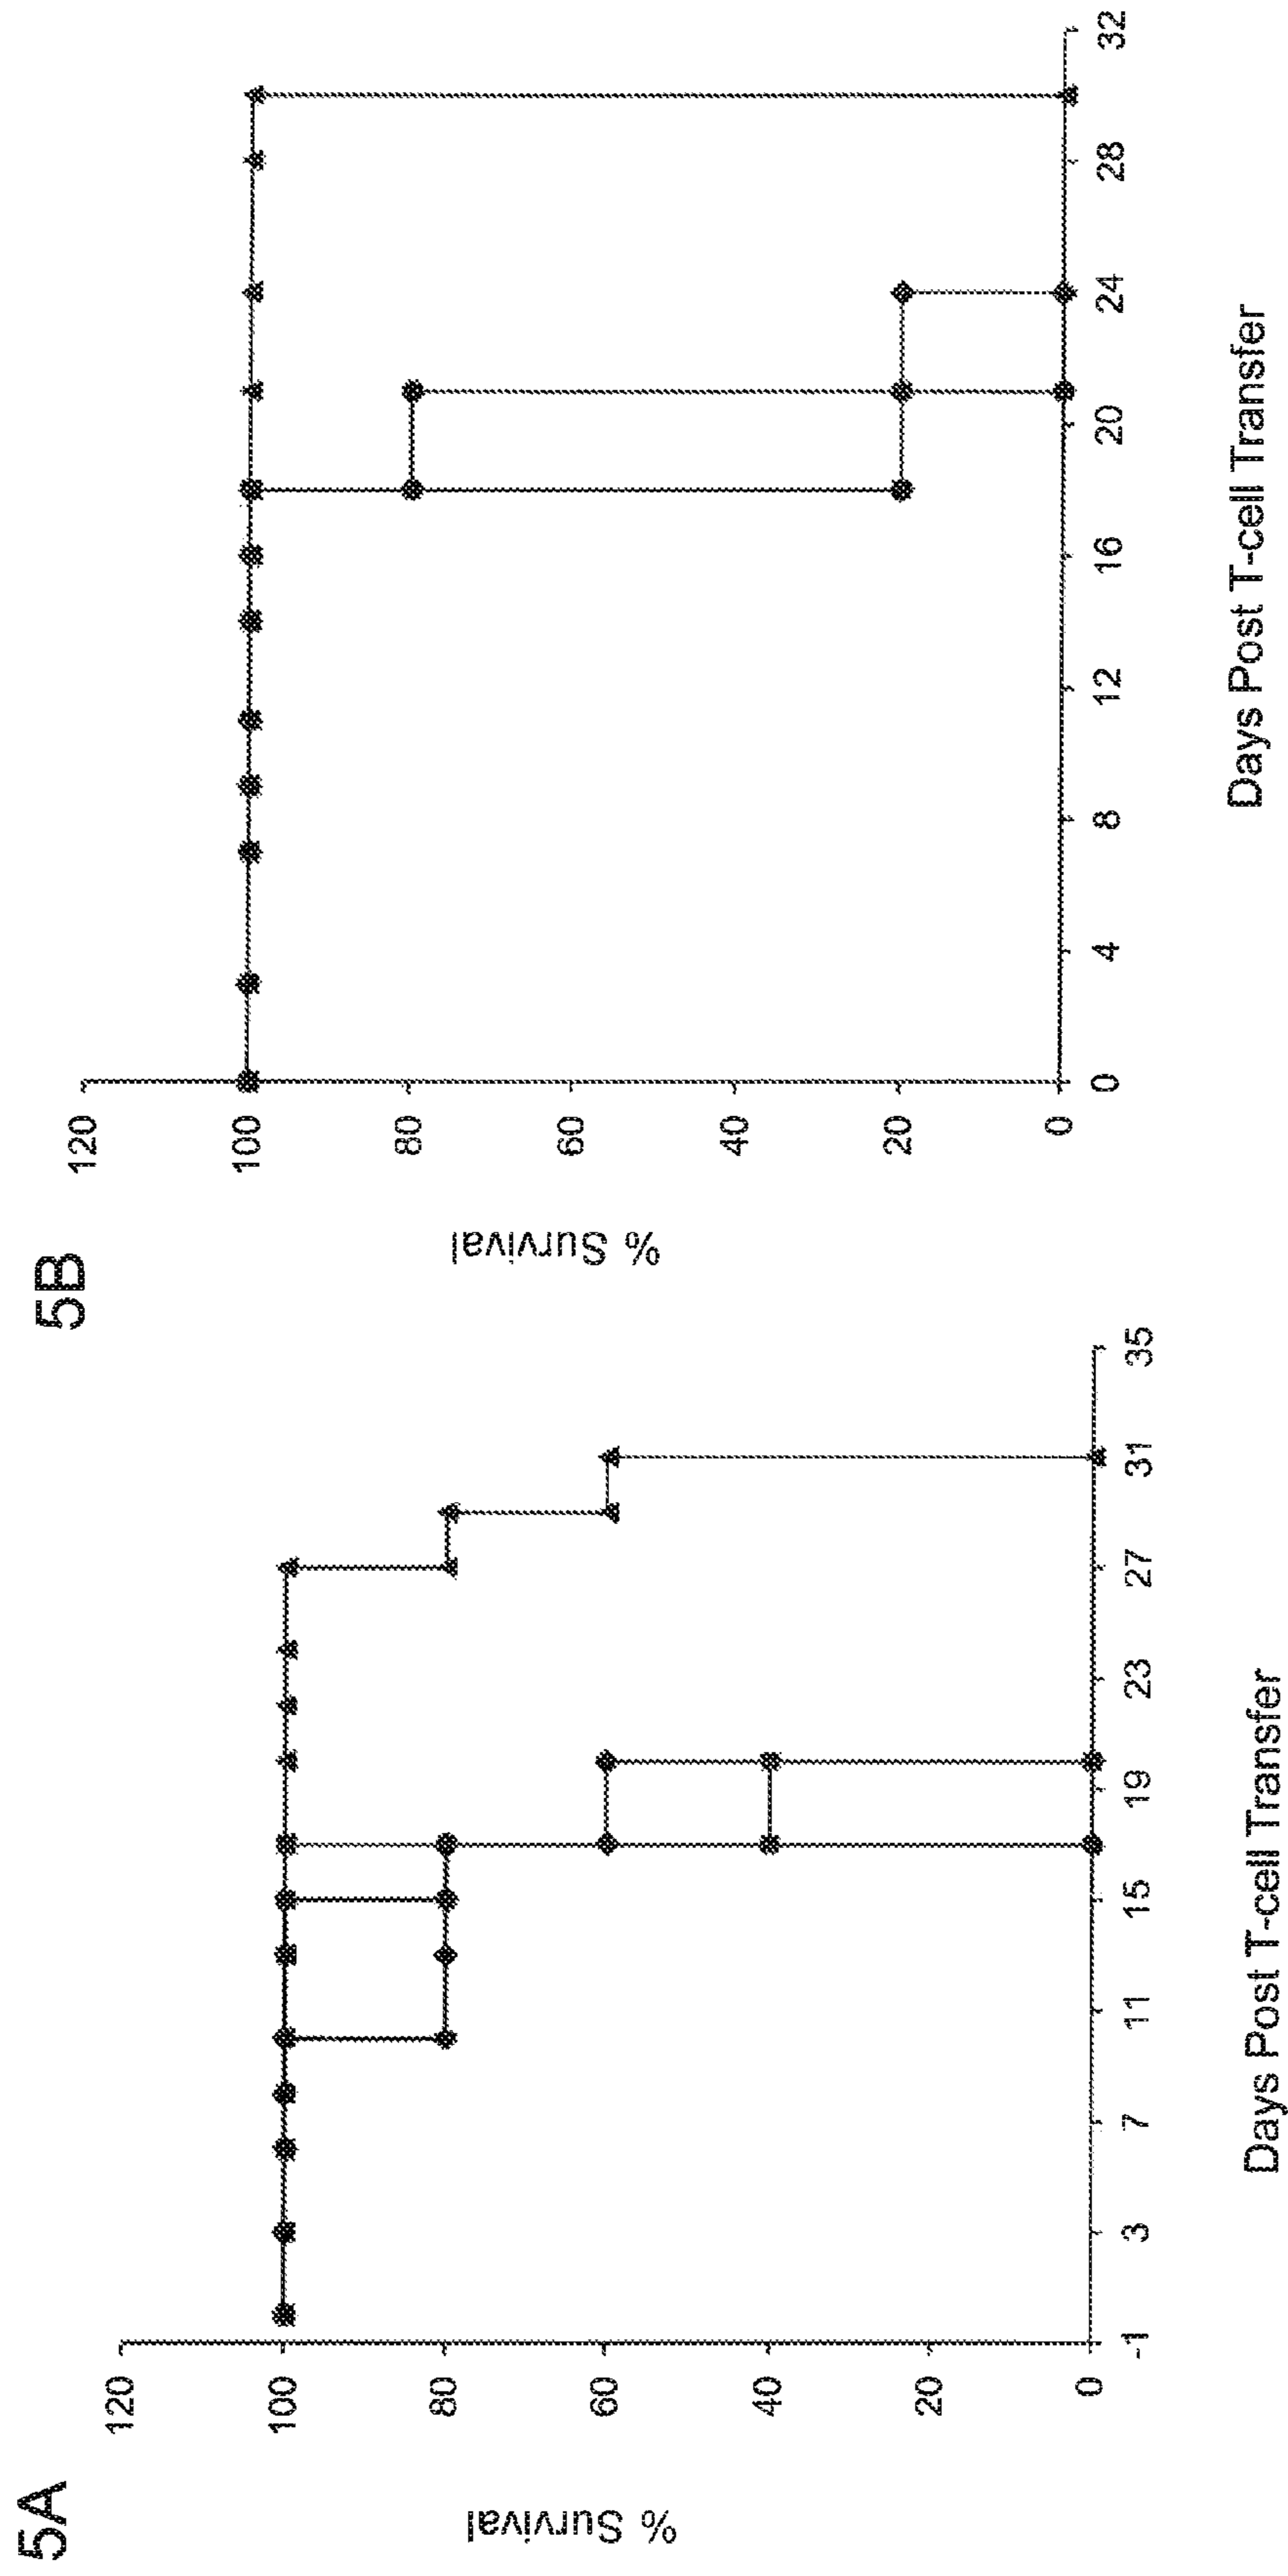 5A
% Survival
120
100
80
60
40
20
0
-1 3 7 11 15 19 23 27 31 35
Days Post T-cell Transfer
5B
% Survival
120
100
80
60
40
20
0
0 4 8 12 16 20 24 28 32
Days Post T-cell Transfer